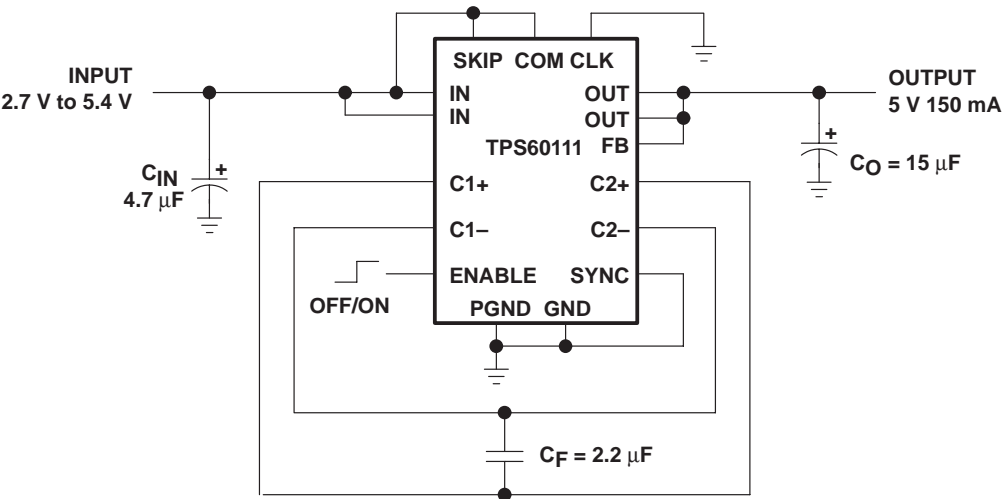 SKIP COM CLK
INPUT
2.7 V to 5.4 V
IN
IN
OUT
OUT
FB
TPS60111
OUTPUT
5 V 150 mA
CIN
4.7 μF
+
+
CO = 15 μF
C1+
C2+
C1–
C2–
ENABLE
SYNC
OFF/ON
PGND GND
CF = 2.2 μF